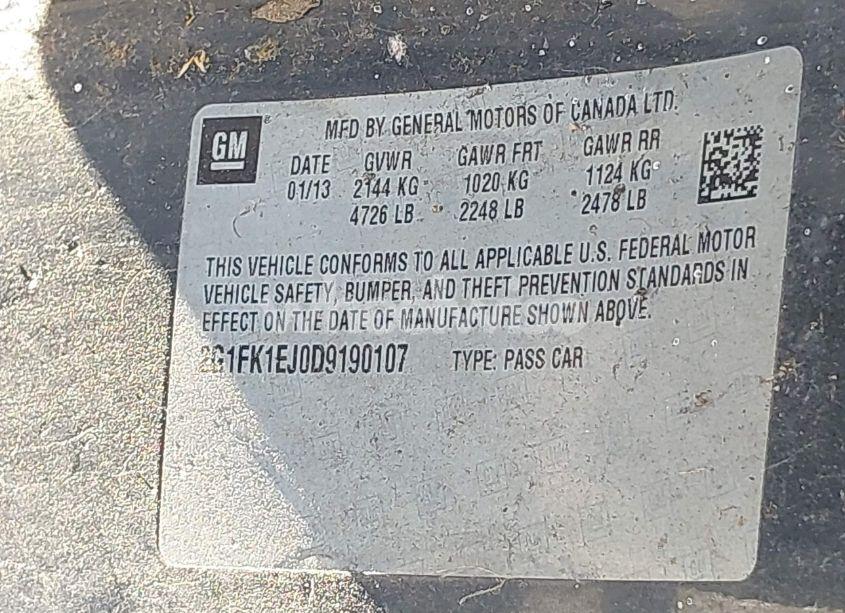 GM ®
MFD BY GENERAL MOTORS OF CANADA LTD.
DATE GVWR GAWR FRT GAWR RR
01/13 2144 KG 1020 KG 1124 KG
4726 LB 2248 LB 2478 LB
THIS VEHICLE CONFORMS TO ALL APPLICABLE U.S. FEDERAL MOTOR
VEHICLE SAFETY, BUMPER, AND THEFT PREVENTION STANDARDS IN
EFFECT ON THE DATE OF MANUFACTURE SHOWN ABOVE.
2G1FK1EJ0D9190107 TYPE: PASS CAR